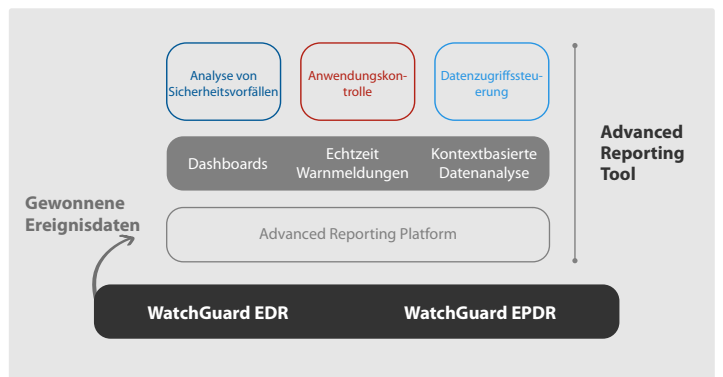 Analyse von
Sicherheitsvorfällen
Anwendungskon-
trolle
Datenzugriffssteu-
erung
Dashboards
Echtzeit
Warnmeldungen
Kontextbasierte
Datenanalyse
Advanced
Reporting
Tool
Gewonnene
Ereignisdaten
Advanced Reporting Platform
WatchGuard EDR
WatchGuard EPDR